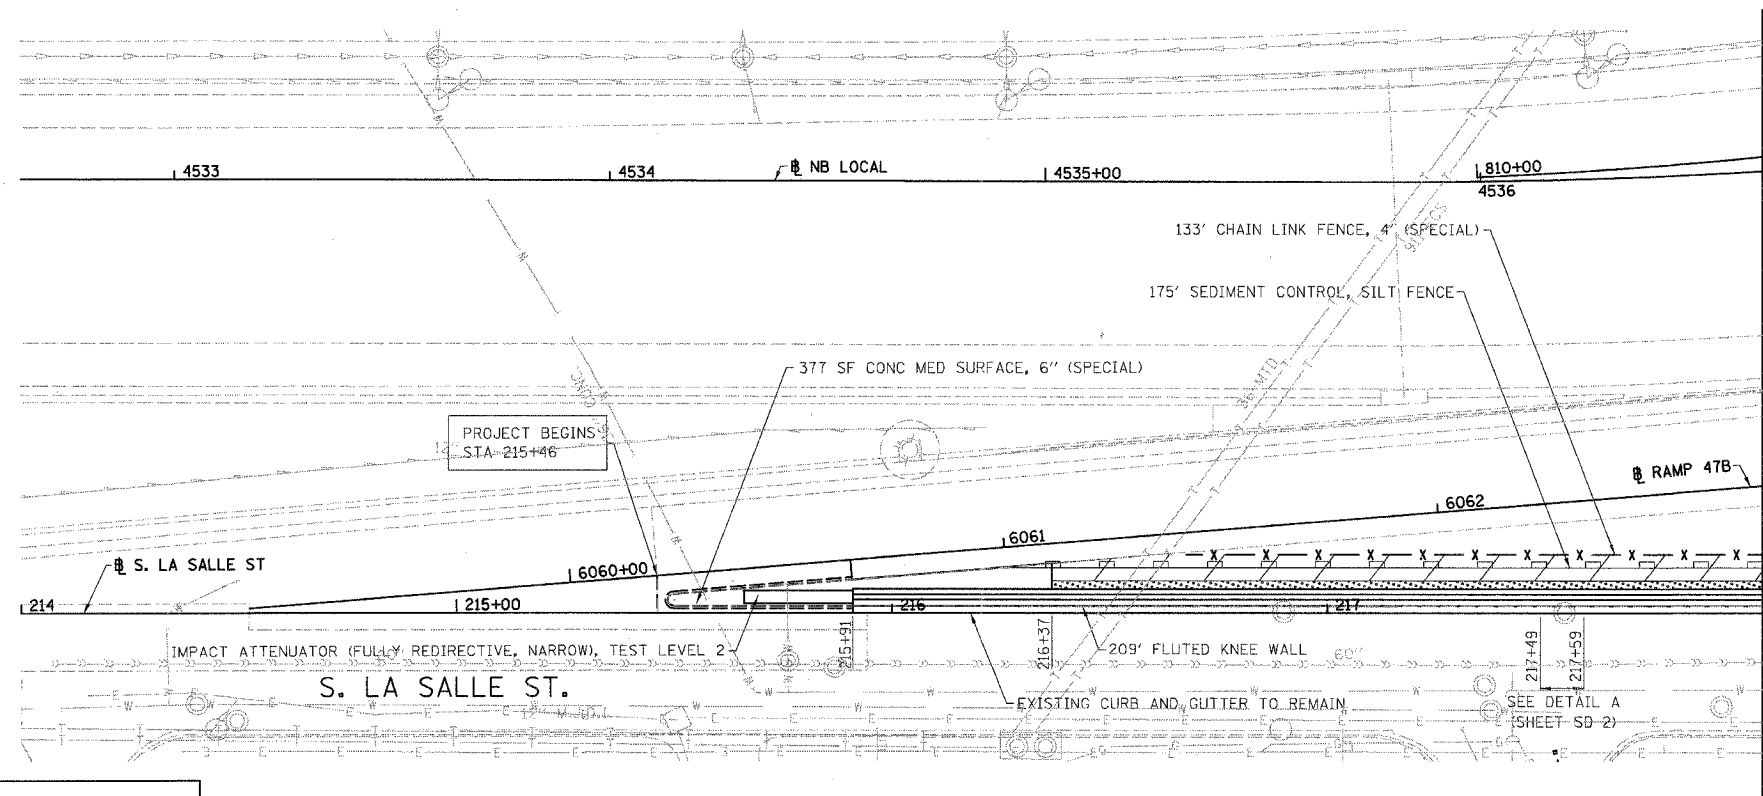 4533
4534
℄ NB LOCAL
4535+00
810+00
4536
133' CHAIN LINK FENCE, 4' (SPECIAL)
175' SEDIMENT CONTROL, SILT FENCE
377 SF CONC MED SURFACE, 6" (SPECIAL)
36-MTD
CONC
PROJECT BEGINS
STA 215+46
℄ RAMP 47B
6062
6061
6060+00
℄ S. LA SALLE ST
214
215+00
216
217
IMPACT ATTENUATOR (FULLY REDIRECTIVE, NARROW), TEST LEVEL 2
215+91
216+37
209' FLUTED KNEE WALL
60"
217+49
217+59
S. LA SALLE ST.
EXISTING CURB AND GUTTER TO REMAIN
SEE DETAIL A
(SHEET SD 2)